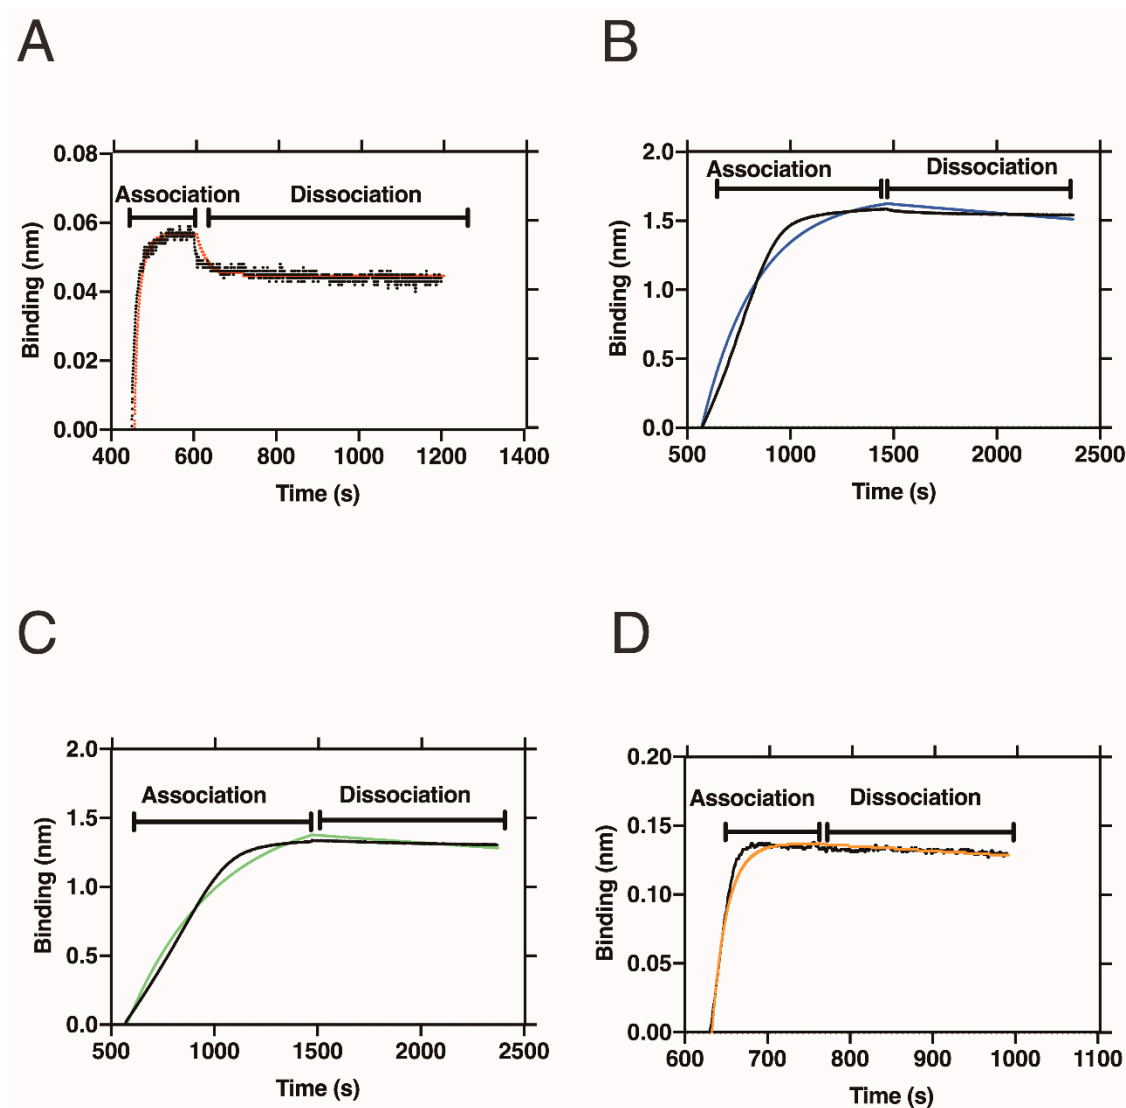 A
B
0.08
0.06
0.04
0.02
0.00
Binding (nm)
Association
Dissociation
400 600 800 1000 1200 1400
Time (s)
2.0
1.5
1.0
0.5
0.0
Binding (nm)
Association
Dissociation
500 1000 1500 2000 2500
Time (s)
C
D
2.0
1.5
1.0
0.5
0.0
Binding (nm)
Association
Dissociation
500 1000 1500 2000 2500
Time (s)
0.20
0.15
0.10
0.05
0.00
Binding (nm)
Association
Dissociation
600 700 800 900 1000 1100
Time (s)